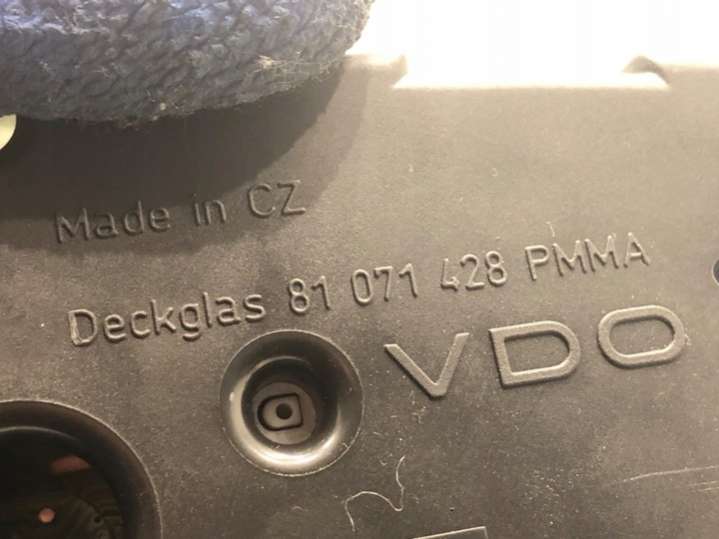 Made in CZ
Deckglas 81 071 428 PMMA
VDO